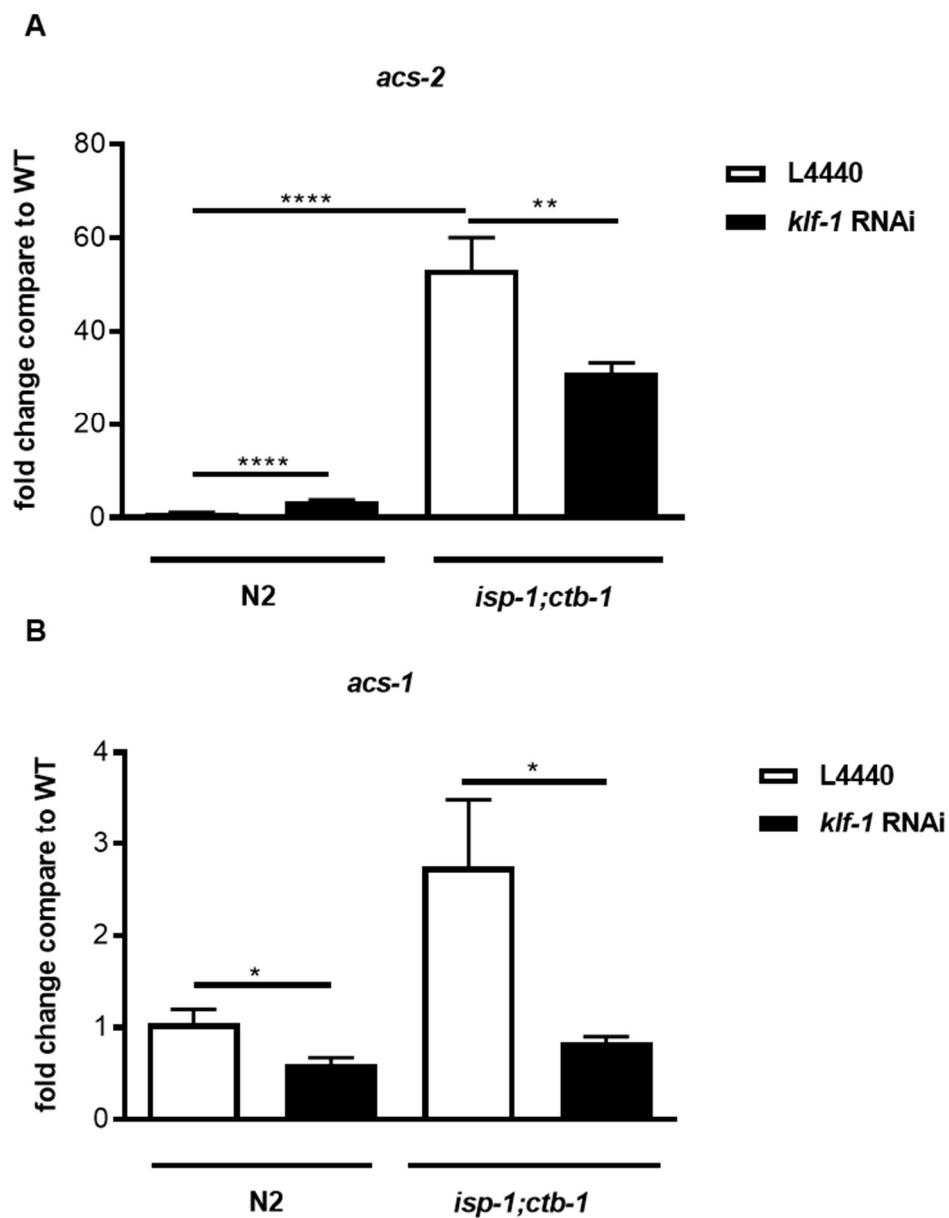 A
acs-2
fold change compare to WT
80
60
40
20
0
****
****
**
L4440
klf-1 RNAi
N2
isp-1;ctb-1
B
acs-1
fold change compare to WT
4
3
2
1
0
*
*
L4440
klf-1 RNAi
N2
isp-1;ctb-1